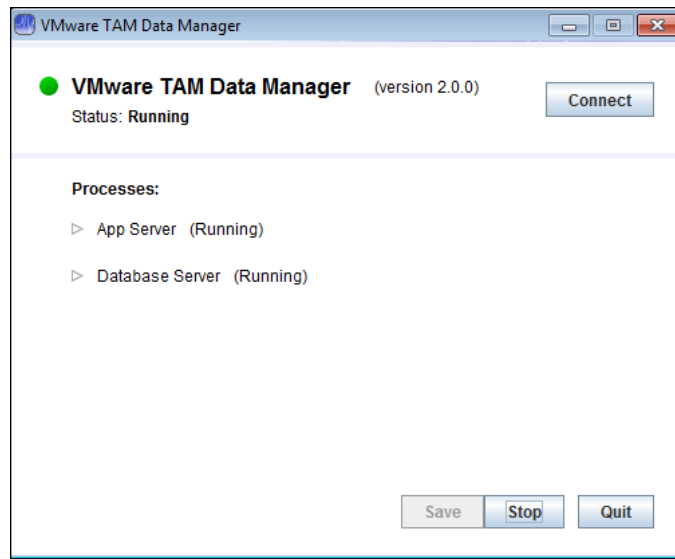 VMware TAM Data Manager
VMware TAM Data Manager (version 2.0.0)
Connect
Status: Running
Processes:
App Server (Running)
Database Server (Running)
Save Stop Quit